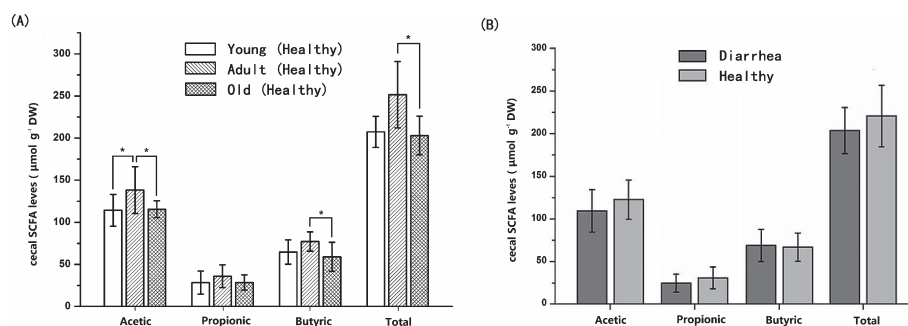 (A)
cecal SCFA leves ( μmol g⁻¹ DW)
300
250
200
150
100
50
0
Young (Healthy)
Adult (Healthy)
Old (Healthy)
*
*
*
*
Acetic Propionic Butyric Total
(B)
cecal SCFA leves ( μmol g⁻¹ DW)
300
250
200
150
100
50
0
Diarrhea
Healthy
Acetic Propionic Butyric Total